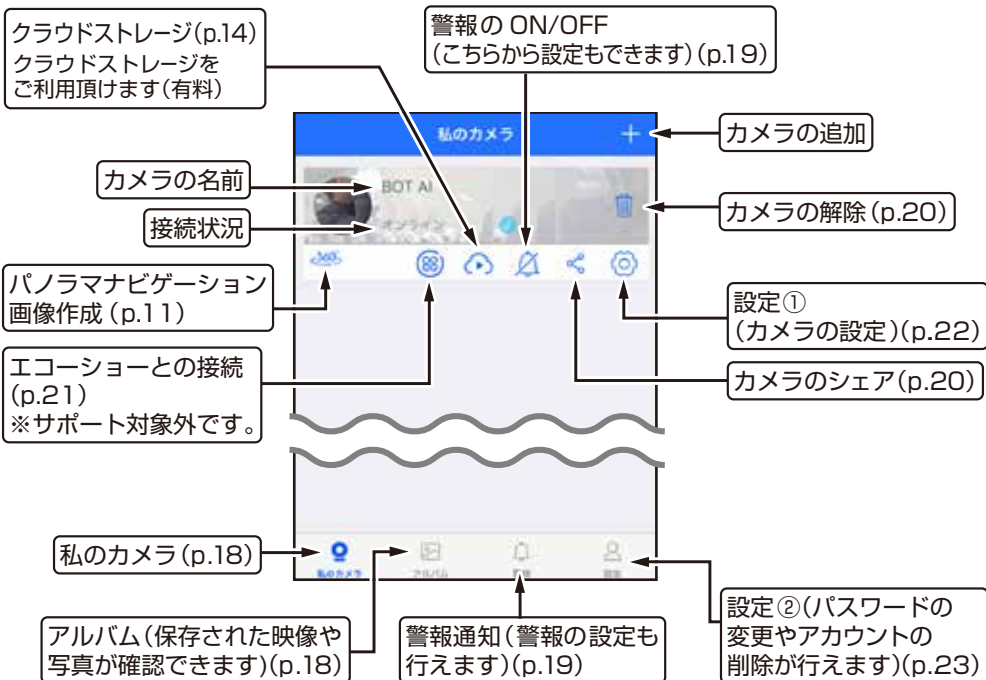 クラウドストレージ(p.14)
クラウドストレージを
ご利用頂けます(有料)
警報の ON/OFF
(こちらから設定もできます)(p.19)
私のカメラ
カメラの追加
カメラの名前
BOT AI
接続状況
オンライン
カメラの解除(p.20)
360
パノラマナビゲーション
画像作成(p.11)
設定①
(カメラの設定)(p.22)
エコーショーとの接続
(p.21)
※サポート対象外です。
カメラのシェア(p.20)
私のカメラ(p.18)
私のカメラ
アルバム
アルバム(保存された映像や
写真が確認できます)(p.18)
警報通知(警報の設定も
行えます)(p.19)
設定②(パスワードの
変更やアカウントの
削除が行えます)(p.23)